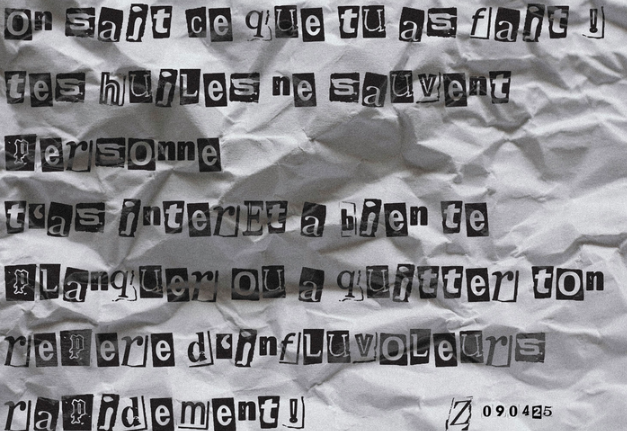 on sait ce que tu as fait !
tes huiles ne sauvent
personne
t'as interet a bien te
planquer ou a quitter ton
repere d'influvoleurs
rapidement!
Z 090425